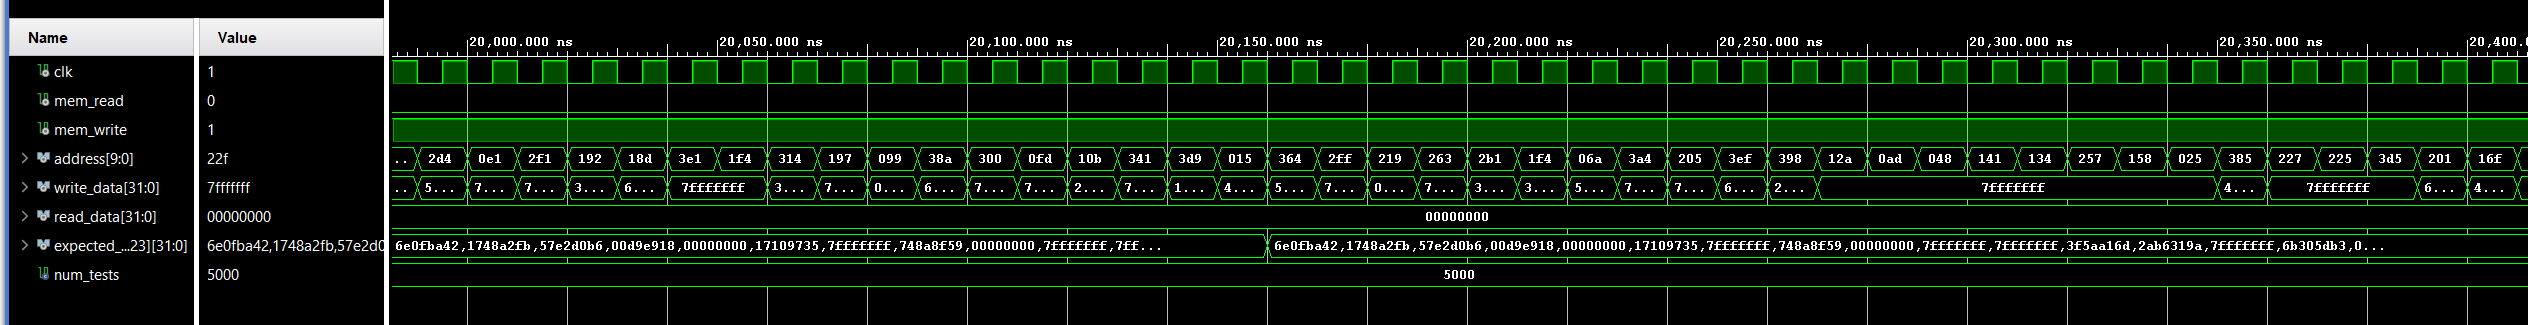 Name Value
20,000.000 ns 20,050.000 ns 20,100.000 ns 20,150.000 ns 20,200.000 ns 20,250.000 ns 20,300.000 ns 20,350.000 ns 20,400.
clk 1
mem_read 0
mem_write 1
address[9:0] 22f .. 2d4 0e1 2f1 192 18d 3e1 1f4 314 197 099 38a 300 0fd 10b 341 3d9 015 364 2ff 219 263 2b1 1f4 06a 3a4 205 3ef 398 12a 0ad 048 141 134 257 158 025 385 227 225 3d5 201 16f
write_data[31:0] 7fffffff .. 5... 7... 7... 3... 6... 7fffffff 3... 7... 0... 6... 7... 7... 2... 7... 1... 4... 5... 7... 0... 7... 3... 3... 5... 7... 7... 6... 2... 7fffffff 4... 7fffffff 6... 4...
read_data[31:0] 00000000 00000000
expected_...23][31:0] 6e0fba42,1748a2fb,57e2d0 6e0fba42,1748a2fb,57e2d0b6,00d9e918,00000000,17109735,7fffffff,748a8f59,00000000,7fffffff,7ff... 6e0fba42,1748a2fb,57e2d0b6,00d9e918,00000000,17109735,7fffffff,748a8f59,00000000,7fffffff,7fffffff,3f5aa16d,2ab6319a,7fffffff,6b305db3,0...
num_tests 5000 5000